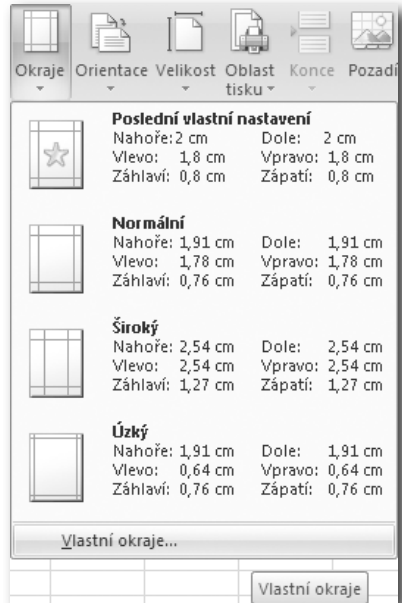 Okraje Orientace Velikost Oblast tisku Konce Pozadí
Poslední vlastní nastavení
Nahoře: 2 cm Dole: 2 cm
Vlevo: 1,8 cm Vpravo: 1,8 cm
Záhlaví: 0,8 cm Zápatí: 0,8 cm
Normální
Nahoře: 1,91 cm Dole: 1,91 cm
Vlevo: 1,78 cm Vpravo: 1,78 cm
Záhlaví: 0,76 cm Zápatí: 0,76 cm
Široký
Nahoře: 2,54 cm Dole: 2,54 cm
Vlevo: 2,54 cm Vpravo: 2,54 cm
Záhlaví: 1,27 cm Zápatí: 1,27 cm
Úzký
Nahoře: 1,91 cm Dole: 1,91 cm
Vlevo: 0,64 cm Vpravo: 0,64 cm
Záhlaví: 0,76 cm Zápatí: 0,76 cm
Vlastní okraje...
Vlastní okraje